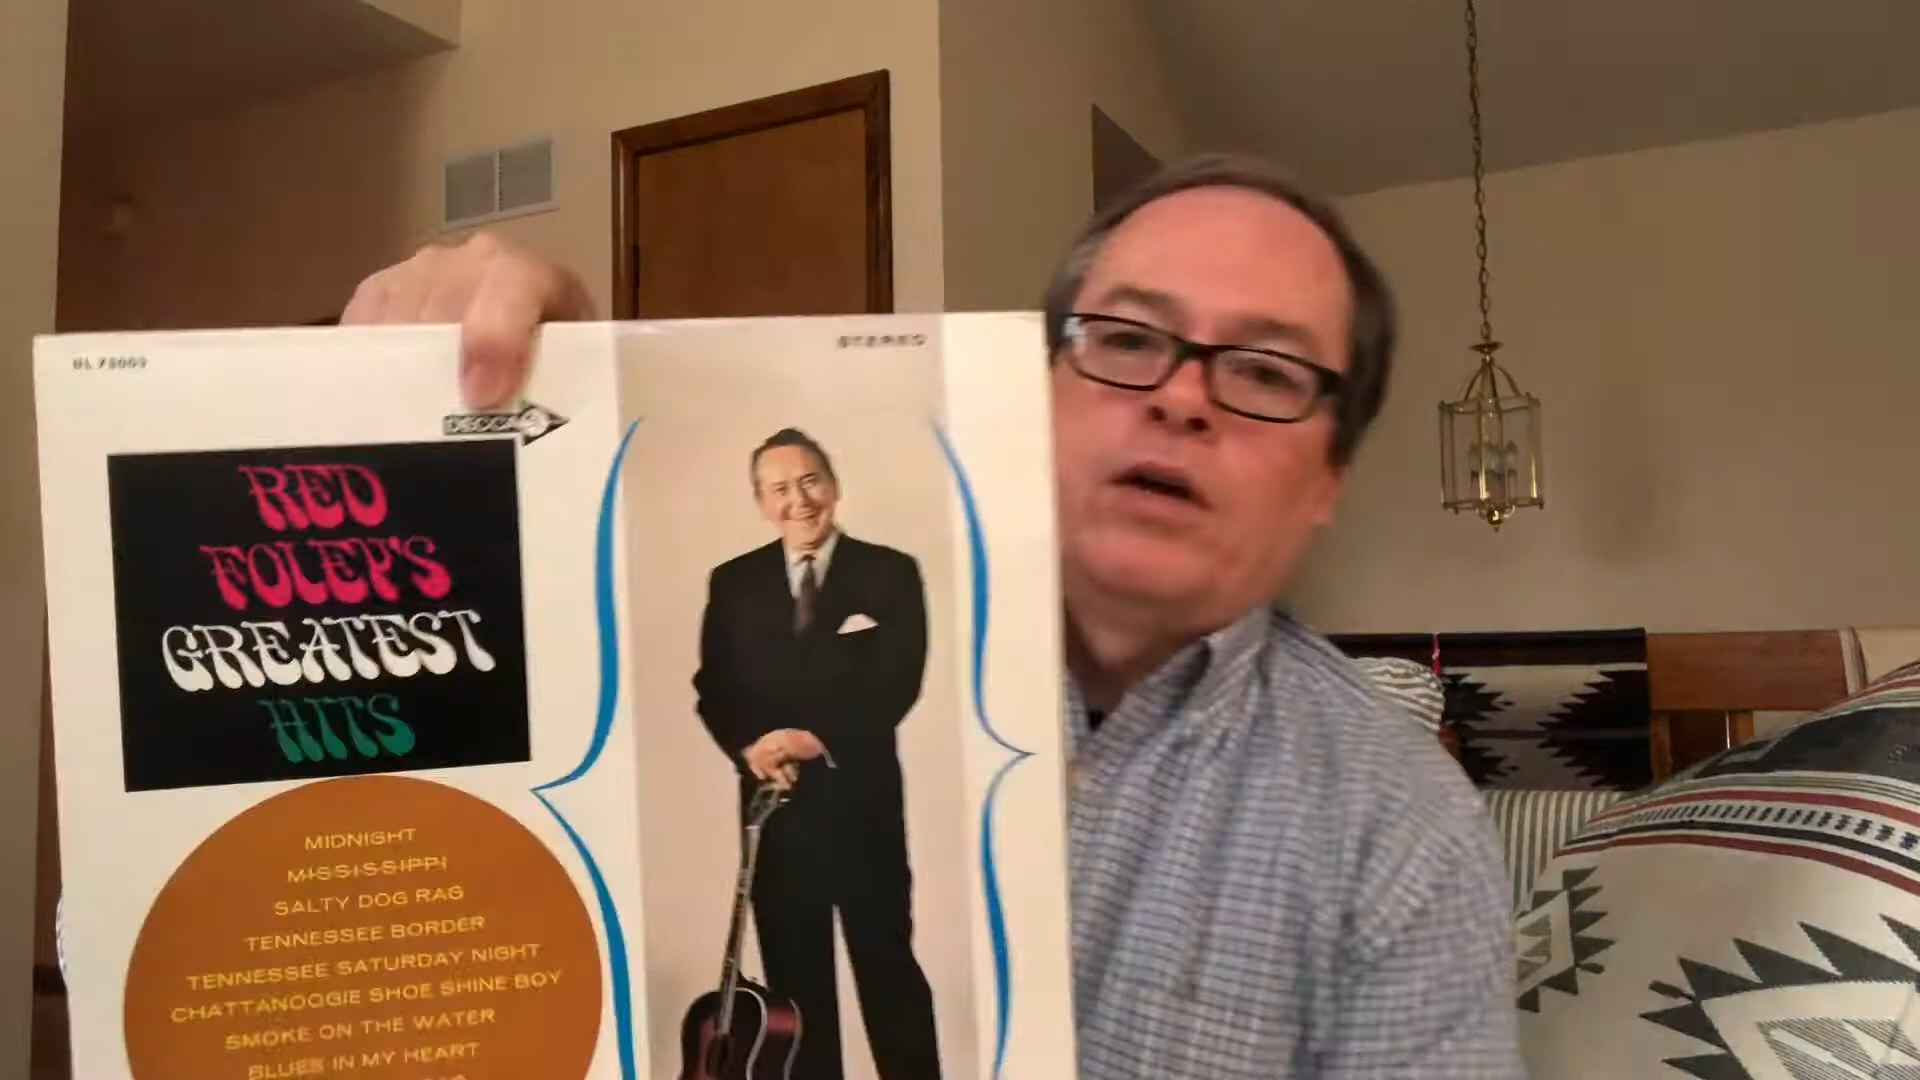 STEREO
DECCA
RED
FOLEY'S
GREATEST
HITS
MIDNIGHT
MISSISSIPPI
SALTY DOG RAG
TENNESSEE BORDER
TENNESSEE SATURDAY NIGHT
CHATTANOOGIE SHOE SHINE BOY
SMOKE ON THE WATER
BLUES IN MY HEART